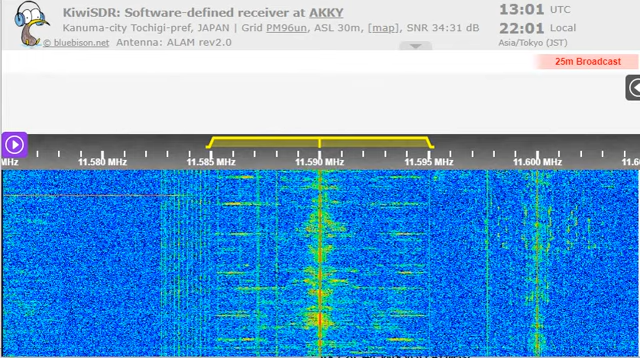 KiwiSDR: Software-defined receiver at AKKY
Kanuma-city Tochigi-pref, JAPAN | Grid PM96un, ASL 30m, [map], SNR 34:31 dB
© bluebison.net Antenna: ALAM rev2.0
13:01 UTC
22:01 Local
Asia/Tokyo (JST)
25m Broadcast
MHz 11.580 MHz 11.585 MHz 11.590 MHz 11.595 MHz 11.600 MHz